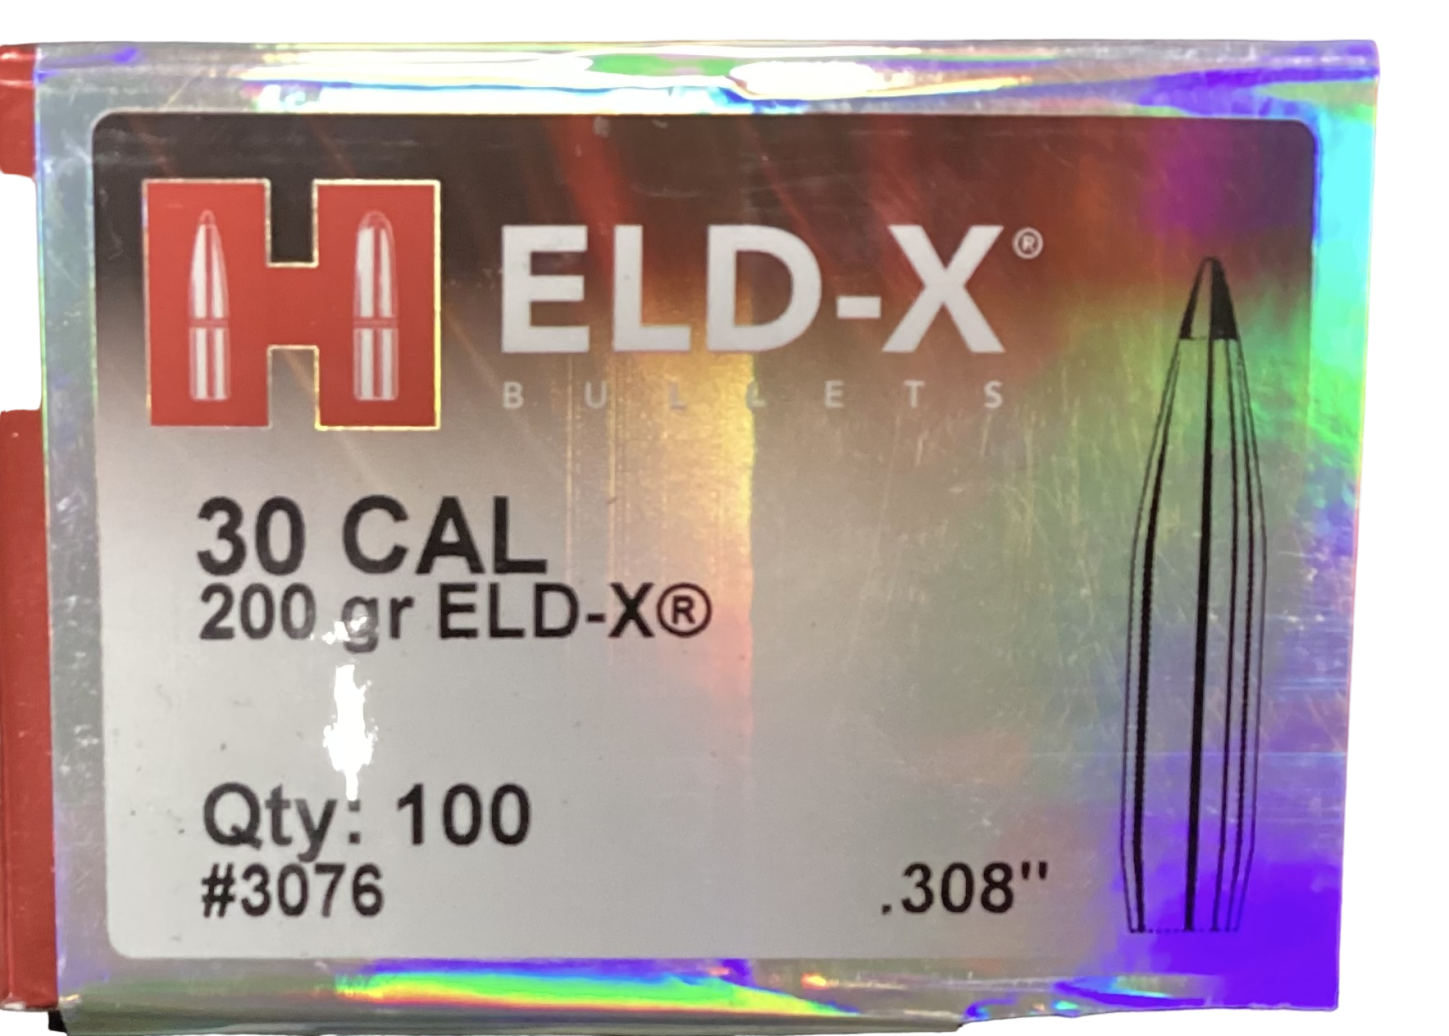 H
ELD-X®
BULLETS
30 CAL
200 gr ELD-X®
Qty: 100
#3076
.308"